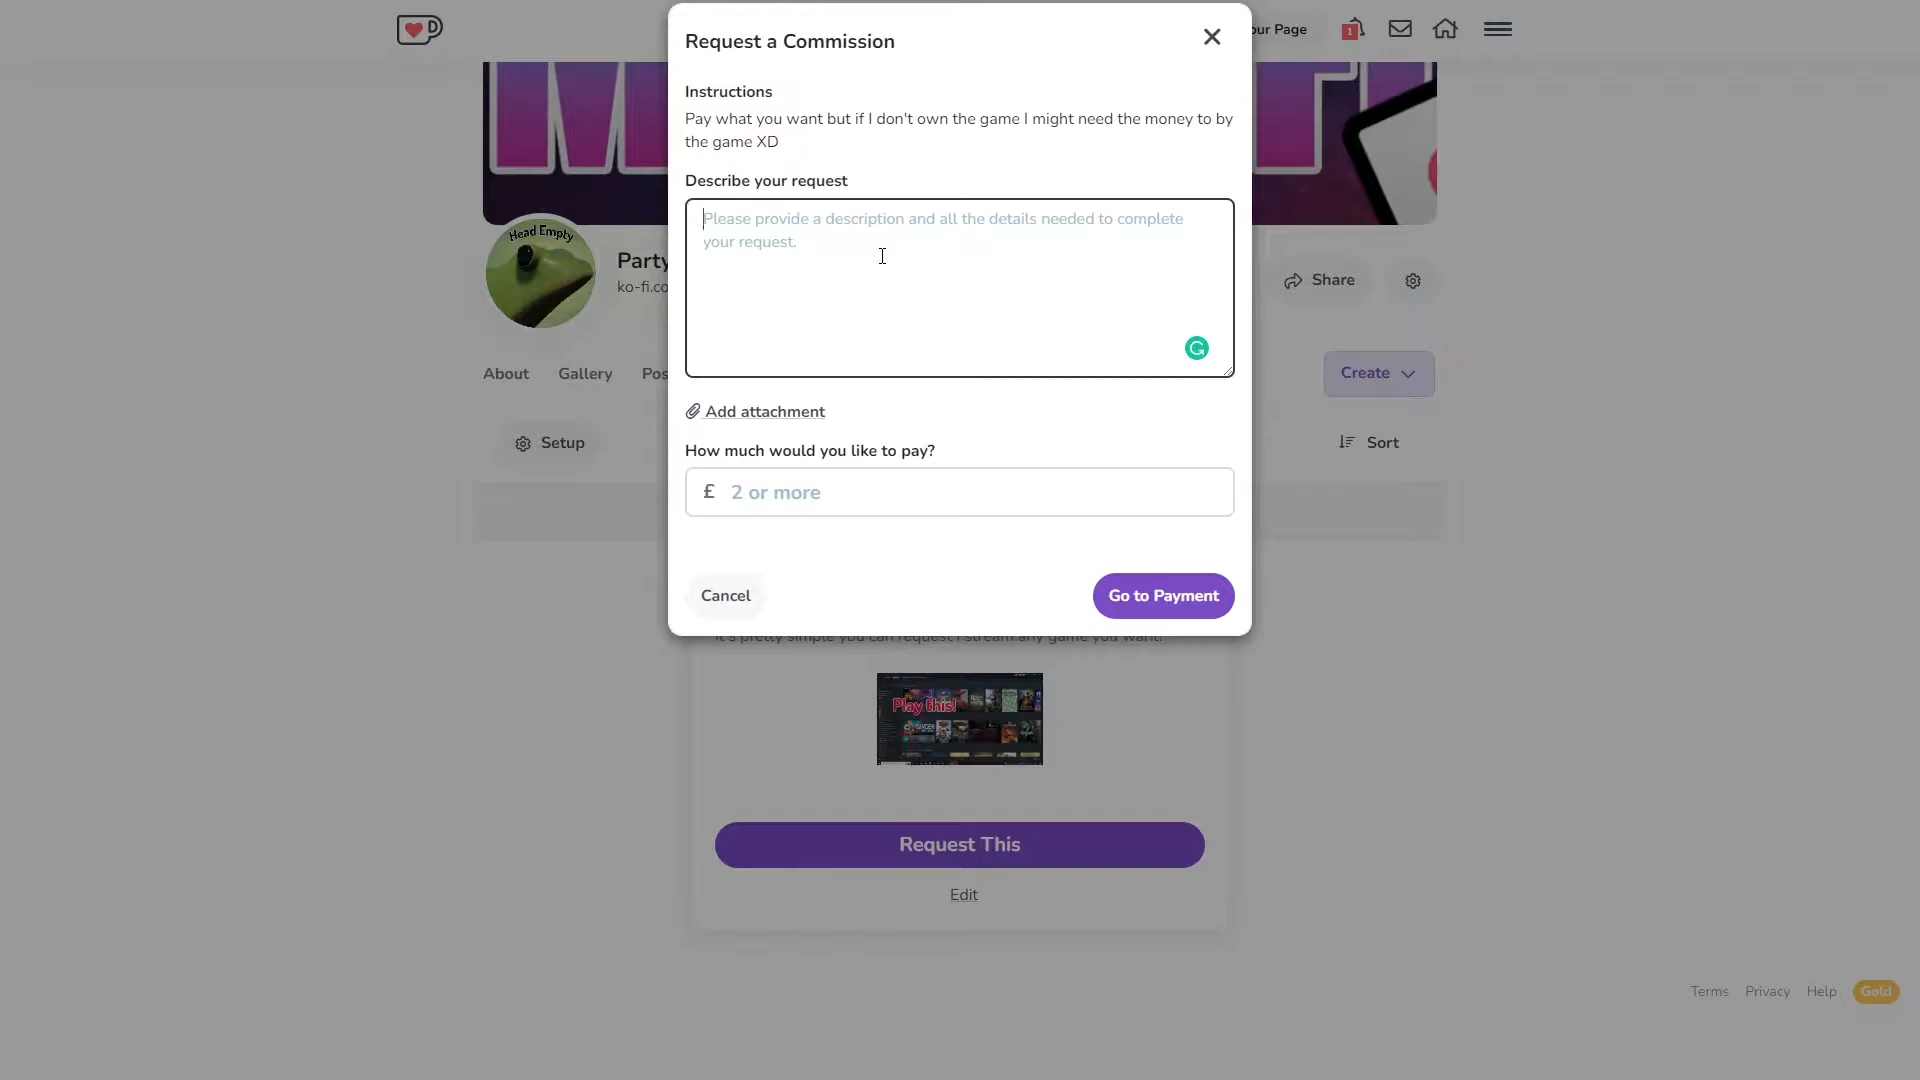 Request a Commission
our Page
1
Instructions
Pay what you want but if I don't own the game I might need the money to by
the game XD
Describe your request
Please provide a description and all the details needed to complete
your request.
Head Empty
Party
ko-fi.co
Share
About
Gallery
Pos
Create
Add attachment
Setup
Sort
How much would you like to pay?
£ 2 or more
Cancel
Go to Payment
It's pretty simple you can request I stream any game you want!
Play this!
Request This
Edit
Terms
Privacy
Help
Gold